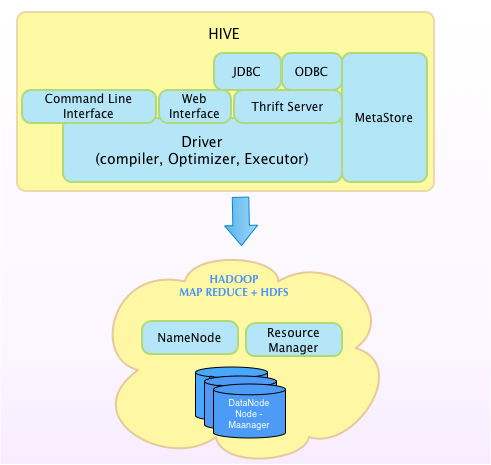 HIVE
JDBC
ODBC
Command Line
Interface
Web
Interface
Thrift Server
MetaStore
Driver
(compiler, Optimizer, Executor)
HADOOP
MAP REDUCE + HDFS
NameNode
Resource
Manager
DataNode
Node -
Maanager